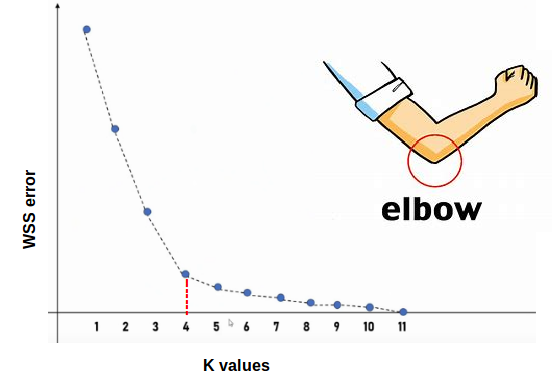 WSS error
elbow
1 2 3 4 5 6 7 8 9 10 11
K values